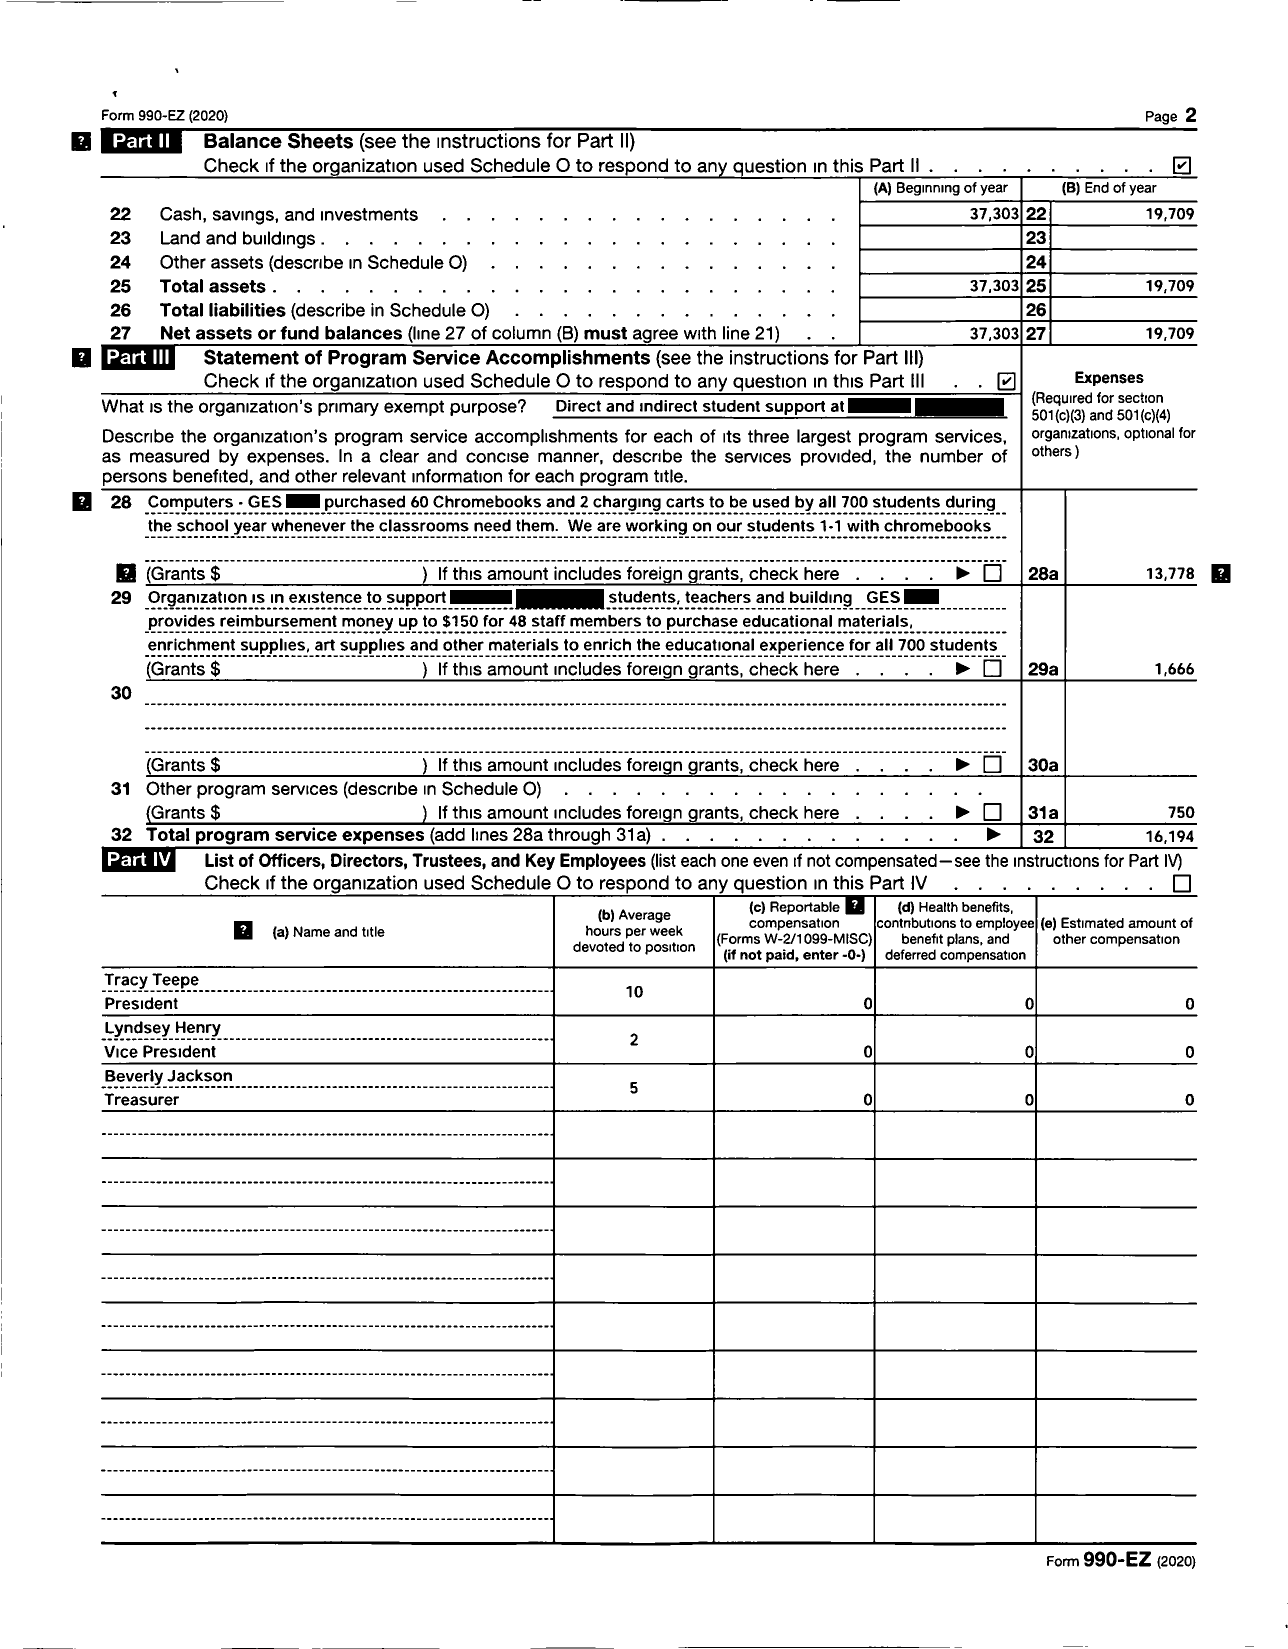 Form 990-EZ (2020) Page 2
? Part II Balance Sheets (see the instructions for Part II)
Check if the organization used Schedule O to respond to any question in this Part II . . . . . . . . . . ✔
(A) Beginning of year (B) End of year
22 Cash, savings, and investments . . . . . . . . . . . . . . . . . 37,303 22 19,709
23 Land and buildings . . . . . . . . . . . . . . . . . . . . . . 23
24 Other assets (describe in Schedule O) . . . . . . . . . . . . . . . 24
25 Total assets . . . . . . . . . . . . . . . . . . . . . . . . 37,303 25 19,709
26 Total liabilities (describe in Schedule O) . . . . . . . . . . . . . . 26
27 Net assets or fund balances (line 27 of column (B) must agree with line 21) . . 37,303 27 19,709
? Part III Statement of Program Service Accomplishments (see the instructions for Part III)
Check if the organization used Schedule O to respond to any question in this Part III . . ✔
What is the organization's primary exempt purpose? Direct and indirect student support at
Describe the organization's program service accomplishments for each of its three largest program services,
as measured by expenses. In a clear and concise manner, describe the services provided, the number of
persons benefited, and other relevant information for each program title.
Expenses
(Required for section
501(c)(3) and 501(c)(4)
organizations, optional for
others )
? 28 Computers - GES purchased 60 Chromebooks and 2 charging carts to be used by all 700 students during
the school year whenever the classrooms need them. We are working on our students 1-1 with chromebooks
? (Grants $ ) If this amount includes foreign grants, check here . . . . ▶ 28a 13,778 ?
29 Organization is in existence to support students, teachers and building GES
provides reimbursement money up to $150 for 48 staff members to purchase educational materials,
enrichment supplies, art supplies and other materials to enrich the educational experience for all 700 students
(Grants $ ) If this amount includes foreign grants, check here . . . . ▶ 29a 1,666
30
(Grants $ ) If this amount includes foreign grants, check here . . . . ▶ 30a
31 Other program services (describe in Schedule O) . . . . . . . . . . . . . . . . . .
(Grants $ ) If this amount includes foreign grants, check here . . . . ▶ 31a 750
32 Total program service expenses (add lines 28a through 31a) . . . . . . . . . . . . . ▶ 32 16,194
Part IV List of Officers, Directors, Trustees, and Key Employees (list each one even if not compensated—see the instructions for Part IV)
Check if the organization used Schedule O to respond to any question in this Part IV . . . . . . . . .
? (a) Name and title
(b) Average
hours per week
devoted to position
(c) Reportable ?
compensation
(Forms W-2/1099-MISC)
(if not paid, enter -0-)
(d) Health benefits,
contributions to employee
benefit plans, and
deferred compensation
(e) Estimated amount of
other compensation
Tracy Teepe
President 10 0 0 0
Lyndsey Henry
Vice President 2 0 0 0
Beverly Jackson
Treasurer 5 0 0 0
Form 990-EZ (2020)